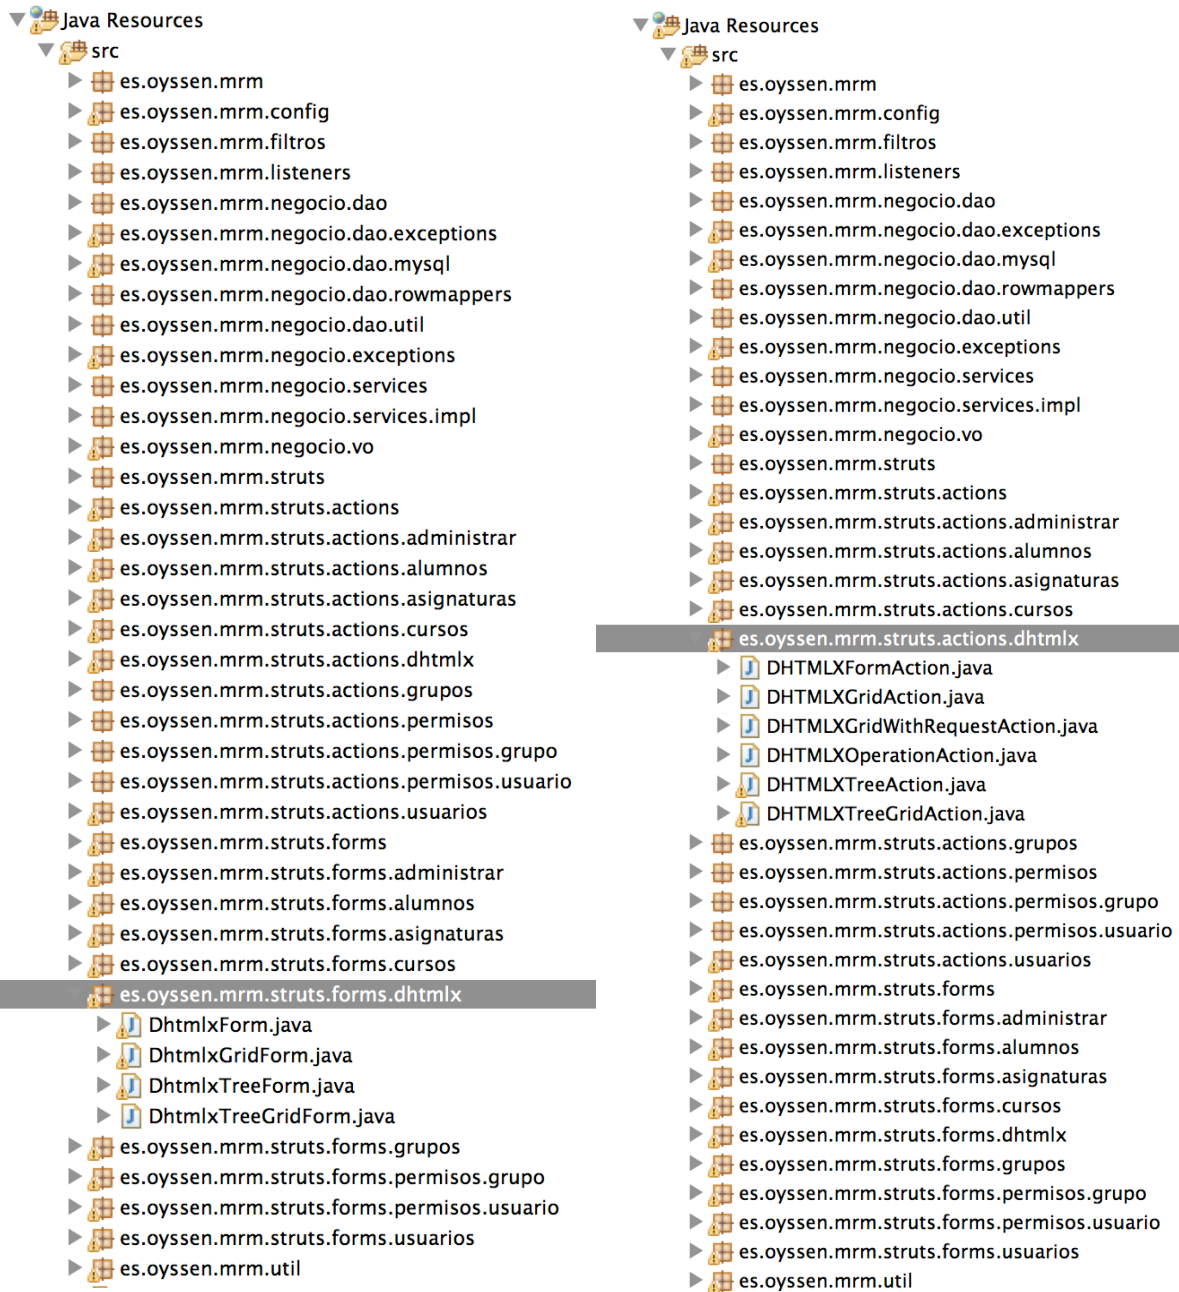 Java Resources
src
es.oyssen.mrm
es.oyssen.mrm.config
es.oyssen.mrm.filtros
es.oyssen.mrm.listeners
es.oyssen.mrm.negocio.dao
es.oyssen.mrm.negocio.dao.exceptions
es.oyssen.mrm.negocio.dao.mysql
es.oyssen.mrm.negocio.dao.rowmappers
es.oyssen.mrm.negocio.dao.util
es.oyssen.mrm.negocio.exceptions
es.oyssen.mrm.negocio.services
es.oyssen.mrm.negocio.services.impl
es.oyssen.mrm.negocio.vo
es.oyssen.mrm.struts
es.oyssen.mrm.struts.actions
es.oyssen.mrm.struts.actions.administrar
es.oyssen.mrm.struts.actions.alumnos
es.oyssen.mrm.struts.actions.asignaturas
es.oyssen.mrm.struts.actions.cursos
es.oyssen.mrm.struts.actions.dhtmlx
es.oyssen.mrm.struts.actions.grupos
es.oyssen.mrm.struts.actions.permisos
es.oyssen.mrm.struts.actions.permisos.grupo
es.oyssen.mrm.struts.actions.permisos.usuario
es.oyssen.mrm.struts.actions.usuarios
es.oyssen.mrm.struts.forms
es.oyssen.mrm.struts.forms.administrar
es.oyssen.mrm.struts.forms.alumnos
es.oyssen.mrm.struts.forms.asignaturas
es.oyssen.mrm.struts.forms.cursos
es.oyssen.mrm.struts.forms.dhtmlx
DhtmlxForm.java
DhtmlxGridForm.java
DhtmlxTreeForm.java
DhtmlxTreeGridForm.java
es.oyssen.mrm.struts.forms.grupos
es.oyssen.mrm.struts.forms.permisos.grupo
es.oyssen.mrm.struts.forms.permisos.usuario
es.oyssen.mrm.struts.forms.usuarios
es.oyssen.mrm.util
Java Resources
src
es.oyssen.mrm
es.oyssen.mrm.config
es.oyssen.mrm.filtros
es.oyssen.mrm.listeners
es.oyssen.mrm.negocio.dao
es.oyssen.mrm.negocio.dao.exceptions
es.oyssen.mrm.negocio.dao.mysql
es.oyssen.mrm.negocio.dao.rowmappers
es.oyssen.mrm.negocio.dao.util
es.oyssen.mrm.negocio.exceptions
es.oyssen.mrm.negocio.services
es.oyssen.mrm.negocio.services.impl
es.oyssen.mrm.negocio.vo
es.oyssen.mrm.struts
es.oyssen.mrm.struts.actions
es.oyssen.mrm.struts.actions.administrar
es.oyssen.mrm.struts.actions.alumnos
es.oyssen.mrm.struts.actions.asignaturas
es.oyssen.mrm.struts.actions.cursos
es.oyssen.mrm.struts.actions.dhtmlx
DHTMLXFormAction.java
DHTMLXGridAction.java
DHTMLXGridWithRequestAction.java
DHTMLXOperationAction.java
DHTMLXTreeAction.java
DHTMLXTreeGridAction.java
es.oyssen.mrm.struts.actions.grupos
es.oyssen.mrm.struts.actions.permisos
es.oyssen.mrm.struts.actions.permisos.grupo
es.oyssen.mrm.struts.actions.permisos.usuario
es.oyssen.mrm.struts.actions.usuarios
es.oyssen.mrm.struts.forms
es.oyssen.mrm.struts.forms.administrar
es.oyssen.mrm.struts.forms.alumnos
es.oyssen.mrm.struts.forms.asignaturas
es.oyssen.mrm.struts.forms.cursos
es.oyssen.mrm.struts.forms.dhtmlx
es.oyssen.mrm.struts.forms.grupos
es.oyssen.mrm.struts.forms.permisos.grupo
es.oyssen.mrm.struts.forms.permisos.usuario
es.oyssen.mrm.struts.forms.usuarios
es.oyssen.mrm.util